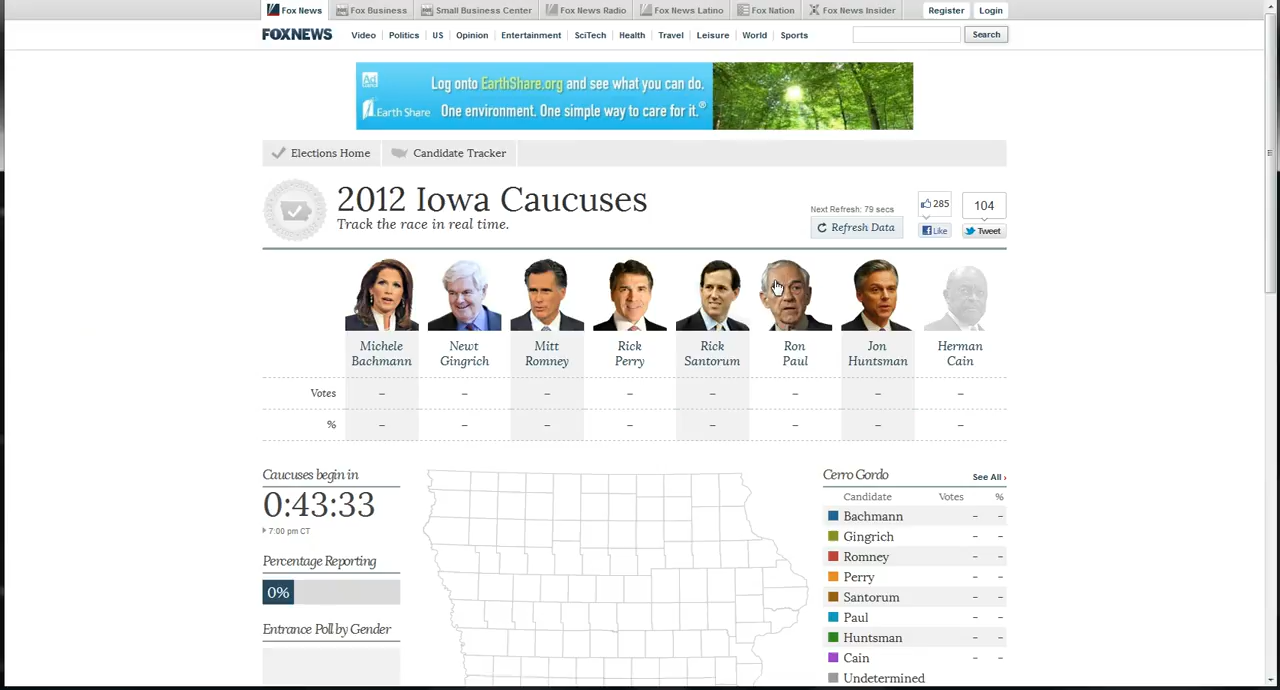 Fox News Fox Business Small Business Center Fox News Radio Fox News Latino Fox Nation Fox News Insider Register Login
FOXNEWS Video Politics US Opinion Entertainment SciTech Health Travel Leisure World Sports Search
Ad
Log onto EarthShare.org and see what you can do.
Earth Share One environment. One simple way to care for it.®
Elections Home Candidate Tracker
2012 Iowa Caucuses
Track the race in real time.
Next Refresh: 79 secs
Refresh Data
285
104
Like
Tweet
Michele Bachmann
Newt Gingrich
Mitt Romney
Rick Perry
Rick Santorum
Ron Paul
Jon Huntsman
Herman Cain
Votes – – – – – – – –
% – – – – – – – –
Caucuses begin in
0:43:33
7:00 pm CT
Percentage Reporting
0%
Entrance Poll by Gender
Cerro Gordo See All ›
Candidate Votes %
Bachmann – –
Gingrich – –
Romney – –
Perry – –
Santorum – –
Paul – –
Huntsman – –
Cain – –
Undetermined